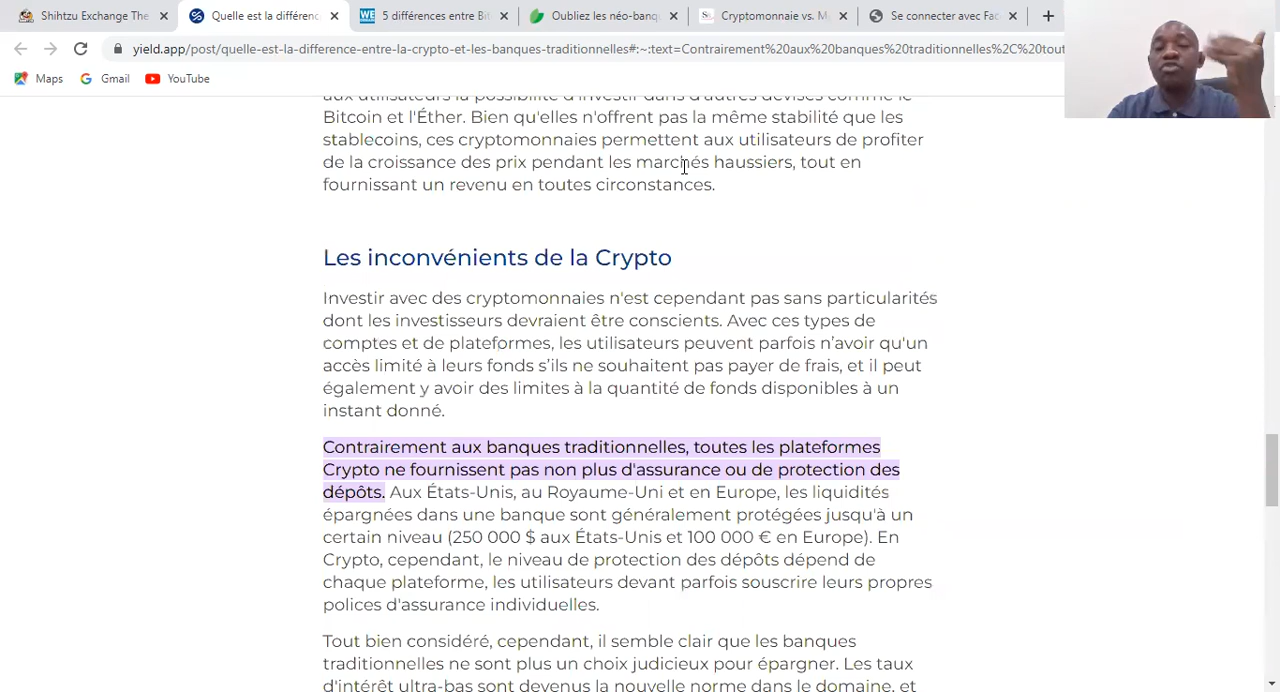 Shihtzu Exchange The
Quelle est la différenc
5 différences entre Bit
Oubliez les néo-banqu
Cryptomonnaie vs. M
Se connecter avec Fac
yield.app/post/quelle-est-la-difference-entre-la-crypto-et-les-banques-traditionnelles#:~:text=Contrairement%20aux%20banques%20traditionnelles%2C%20tout
Maps
Gmail
YouTube
aux utilisateurs la possibilité d'investir dans d'autres devises comme le
Bitcoin et l'Éther. Bien qu'elles n'offrent pas la même stabilité que les
stablecoins, ces cryptomonnaies permettent aux utilisateurs de profiter
de la croissance des prix pendant les marchés haussiers, tout en
fournissant un revenu en toutes circonstances.
Les inconvénients de la Crypto
Investir avec des cryptomonnaies n'est cependant pas sans particularités
dont les investisseurs devraient être conscients. Avec ces types de
comptes et de plateformes, les utilisateurs peuvent parfois n’avoir qu'un
accès limité à leurs fonds s’ils ne souhaitent pas payer de frais, et il peut
également y avoir des limites à la quantité de fonds disponibles à un
instant donné.
Contrairement aux banques traditionnelles, toutes les plateformes
Crypto ne fournissent pas non plus d'assurance ou de protection des
dépôts. Aux États-Unis, au Royaume-Uni et en Europe, les liquidités
épargnées dans une banque sont généralement protégées jusqu'à un
certain niveau (250 000 $ aux États-Unis et 100 000 € en Europe). En
Crypto, cependant, le niveau de protection des dépôts dépend de
chaque plateforme, les utilisateurs devant parfois souscrire leurs propres
polices d'assurance individuelles.
Tout bien considéré, cependant, il semble clair que les banques
traditionnelles ne sont plus un choix judicieux pour épargner. Les taux
d'intérêt ultra-bas sont devenus la nouvelle norme dans le domaine, et